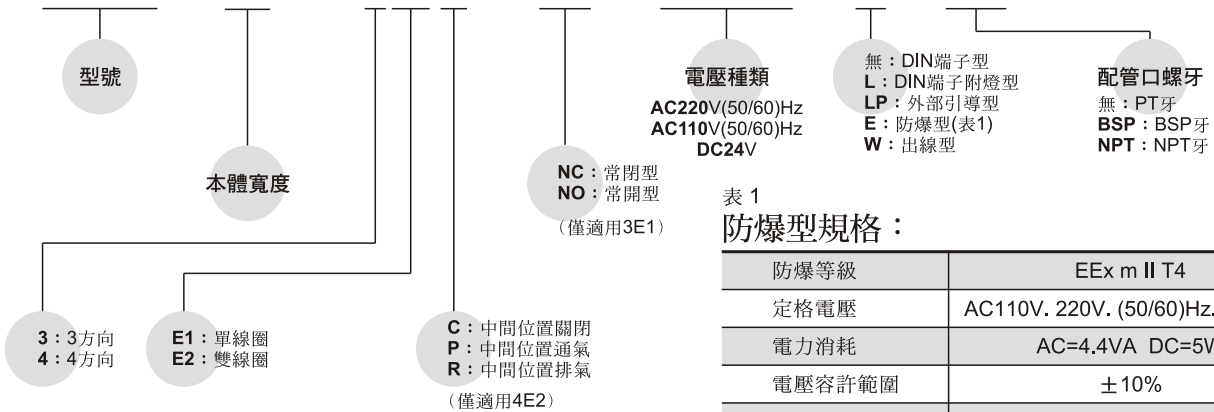 型號
本體寬度
3：3方向
4：4方向
E1：單線圈
E2：雙線圈
C：中間位置關閉
P：中間位置通氣
R：中間位置排氣
（僅適用4E2）
NC：常閉型
NO：常開型
（僅適用3E1）
電壓種類
AC220V(50/60)Hz
AC110V(50/60)Hz
DC24V
無：DIN端子型
L：DIN端子附燈型
LP：外部引導型
E：防爆型(表1)
W：出線型
配管口螺牙
無：PT牙
BSP：BSP牙
NPT：NPT牙
表 1
防爆型規格：
防爆等級 EEx m II T4
定格電壓 AC110V. 220V. (50/60)Hz.
電力消耗 AC=4.4VA DC=5W
電壓容許範圍 ±10%